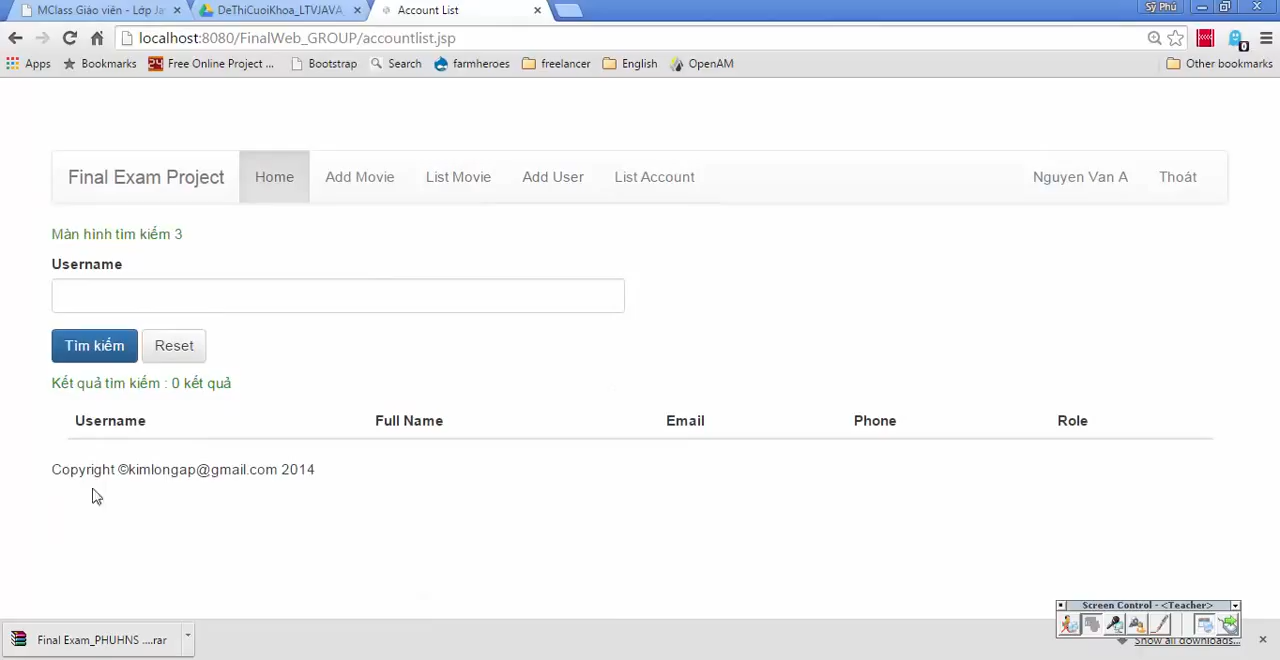 MClass Giáo viên - Lớp Ja
DeThiCuoiKhoa_LTVJAVA_
Account List
Sỹ Phú
localhost:8080/FinalWeb_GROUP/accountlist.jsp
0
Apps
Bookmarks
Free Online Project ...
Bootstrap
Search
farmheroes
freelancer
English
OpenAM
Other bookmarks
Final Exam Project
Home
Add Movie
List Movie
Add User
List Account
Nguyen Van A
Thoát
Màn hình tìm kiếm 3
Username
Tìm kiếm
Reset
Kết quả tìm kiếm : 0 kết quả
Username Full Name Email Phone Role
Copyright ©kimlongap@gmail.com 2014
Screen Control - <Teacher>
Final Exam_PHUHNS ....rar
Show all downloads...